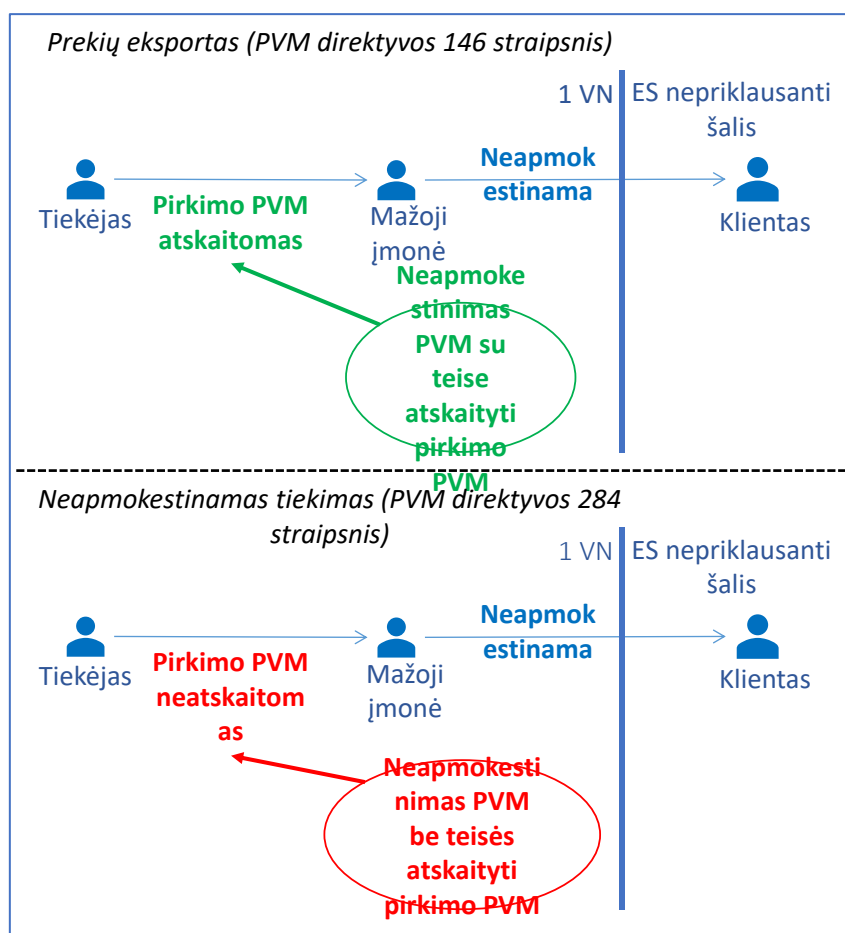 Prekių eksportas (PVM direktyvos 146 straipsnis)
1 VN
ES nepriklausanti
šalis
Neapmok
estinama
Tiekėjas
Pirkimo PVM
atskaitomas
Mažoji
įmonė
Klientas
Neapmoke
stinimas
PVM su
teise
atskaityti
pirkimo
PVM
Neapmokestinamas tiekimas (PVM direktyvos 284
straipsnis)
1 VN
ES nepriklausanti
šalis
Neapmok
estinama
Tiekėjas
Pirkimo PVM
neatskaitom
as
Mažoji
įmonė
Klientas
Neapmokesti
nimas PVM
be teisės
atskaityti
pirkimo PVM